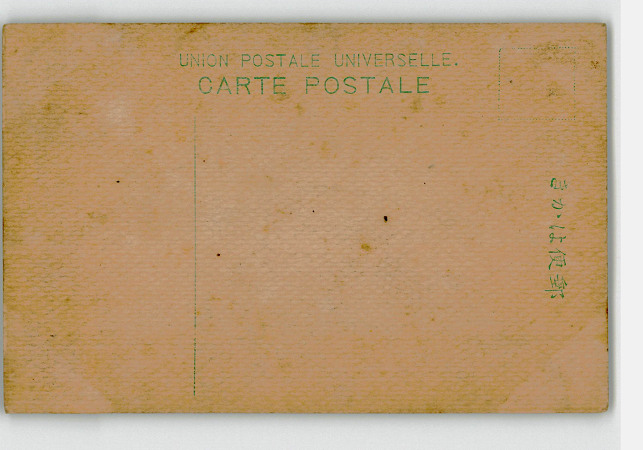 UNION POSTALE UNIVERSELLE.
CARTE POSTALE
きかは便郵